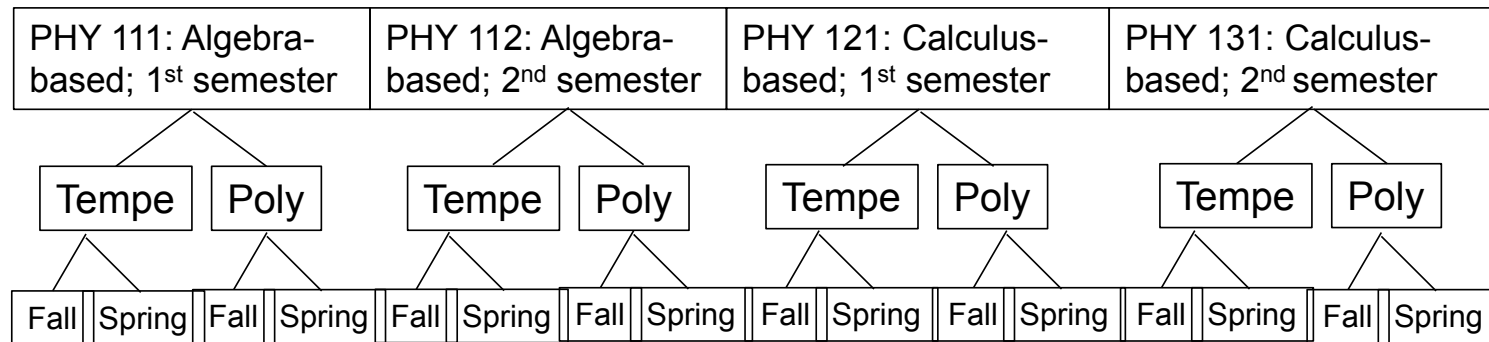 PHY 111: Algebra-
based; 1st semester
PHY 112: Algebra-
based; 2nd semester
PHY 121: Calculus-
based; 1st semester
PHY 131: Calculus-
based; 2nd semester
Tempe Poly Tempe Poly Tempe Poly Tempe Poly
Fall Spring Fall Spring Fall Spring Fall Spring Fall Spring Fall Spring Fall Spring Fall Spring